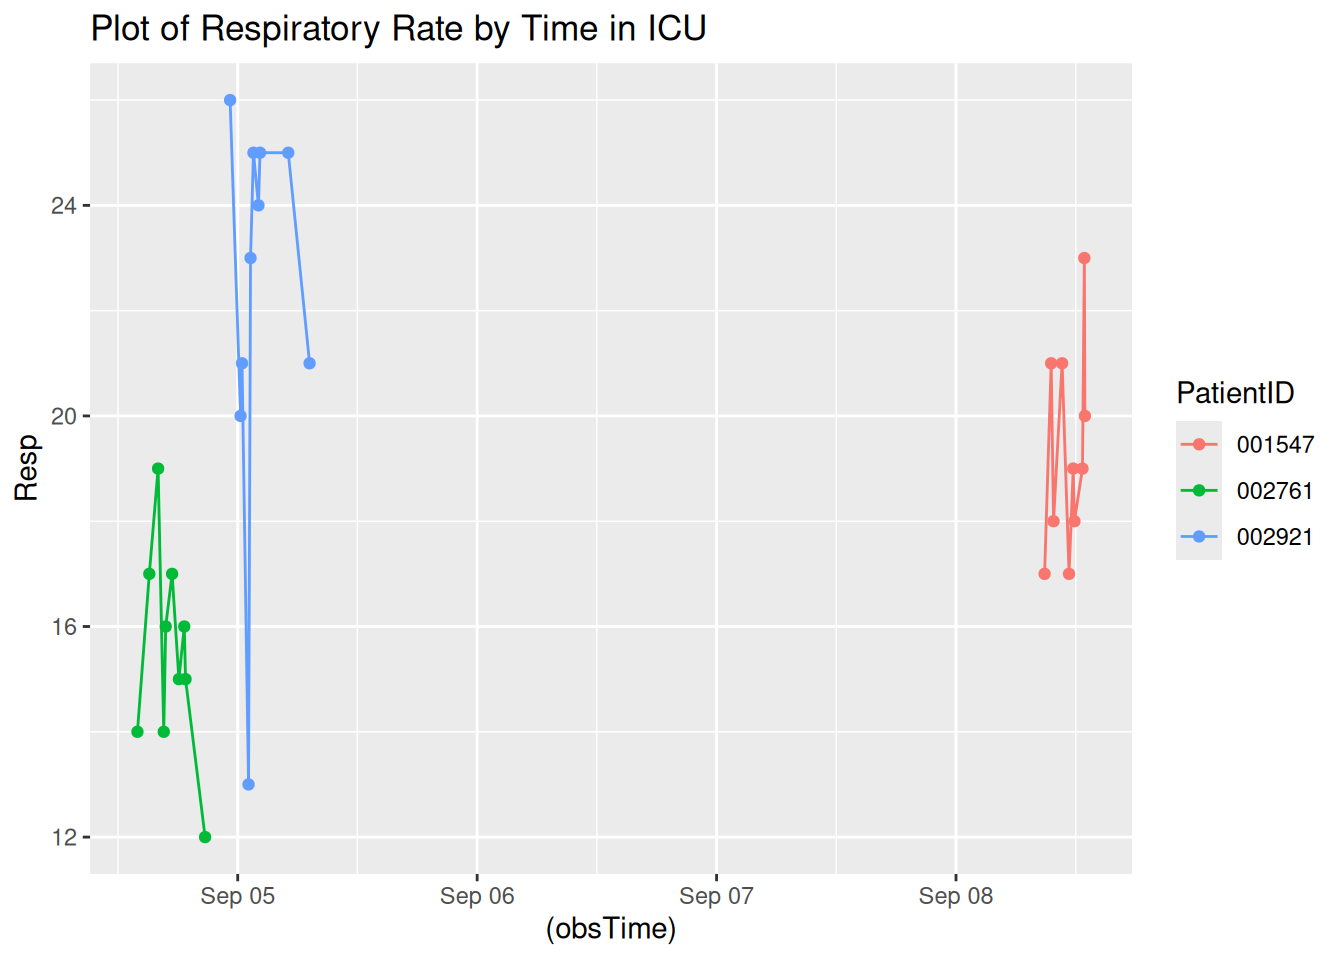 Plot of Respiratory Rate by Time in ICU
24
20
16
12
Resp
Sep 05 Sep 06 Sep 07 Sep 08
(obsTime)
PatientID
001547
002761
002921